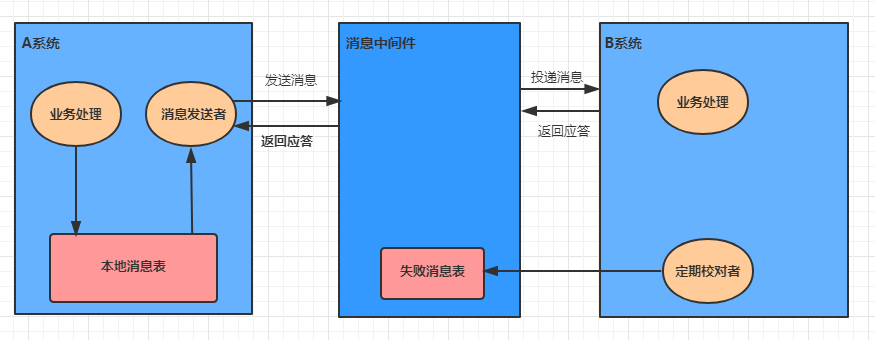 A系统
业务处理
消息发送者
本地消息表
发送消息
返回应答
消息中间件
失败消息表
投递消息
返回应答
B系统
业务处理
定期校对者